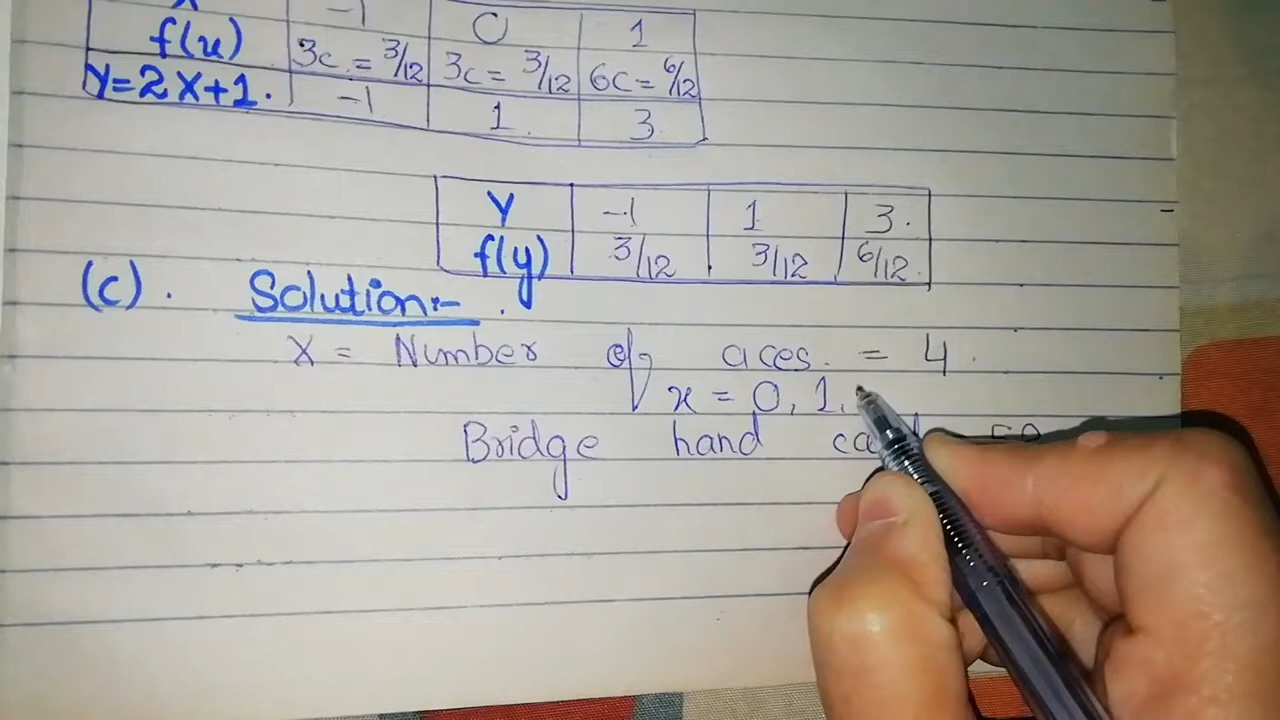 -1 0 1
f(x) 3c = 3/12 3c = 3/12 6c = 6/12
Y=2X+1. -1 1 3
Y -1 1 3.
f(y) 3/12 3/12 6/12
(c). Solution:-
X = Number of aces. = 4
x = 0, 1,
Bridge hand